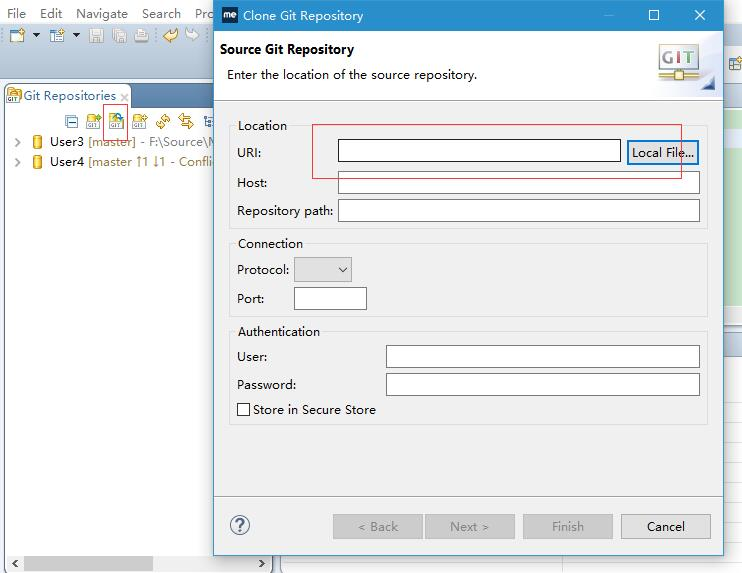 File Edit Navigate Search
me Clone Git Repository
Source Git Repository
Enter the location of the source repository.
GIT
Git Repositories
User3 [master] - F:\Source\
User4 [master ↑1 ↓1 - Conflic
Location
URI:
Local File...
Host:
Repository path:
Connection
Protocol:
Port:
Authentication
User:
Password:
Store in Secure Store
?
< Back
Next >
Finish
Cancel